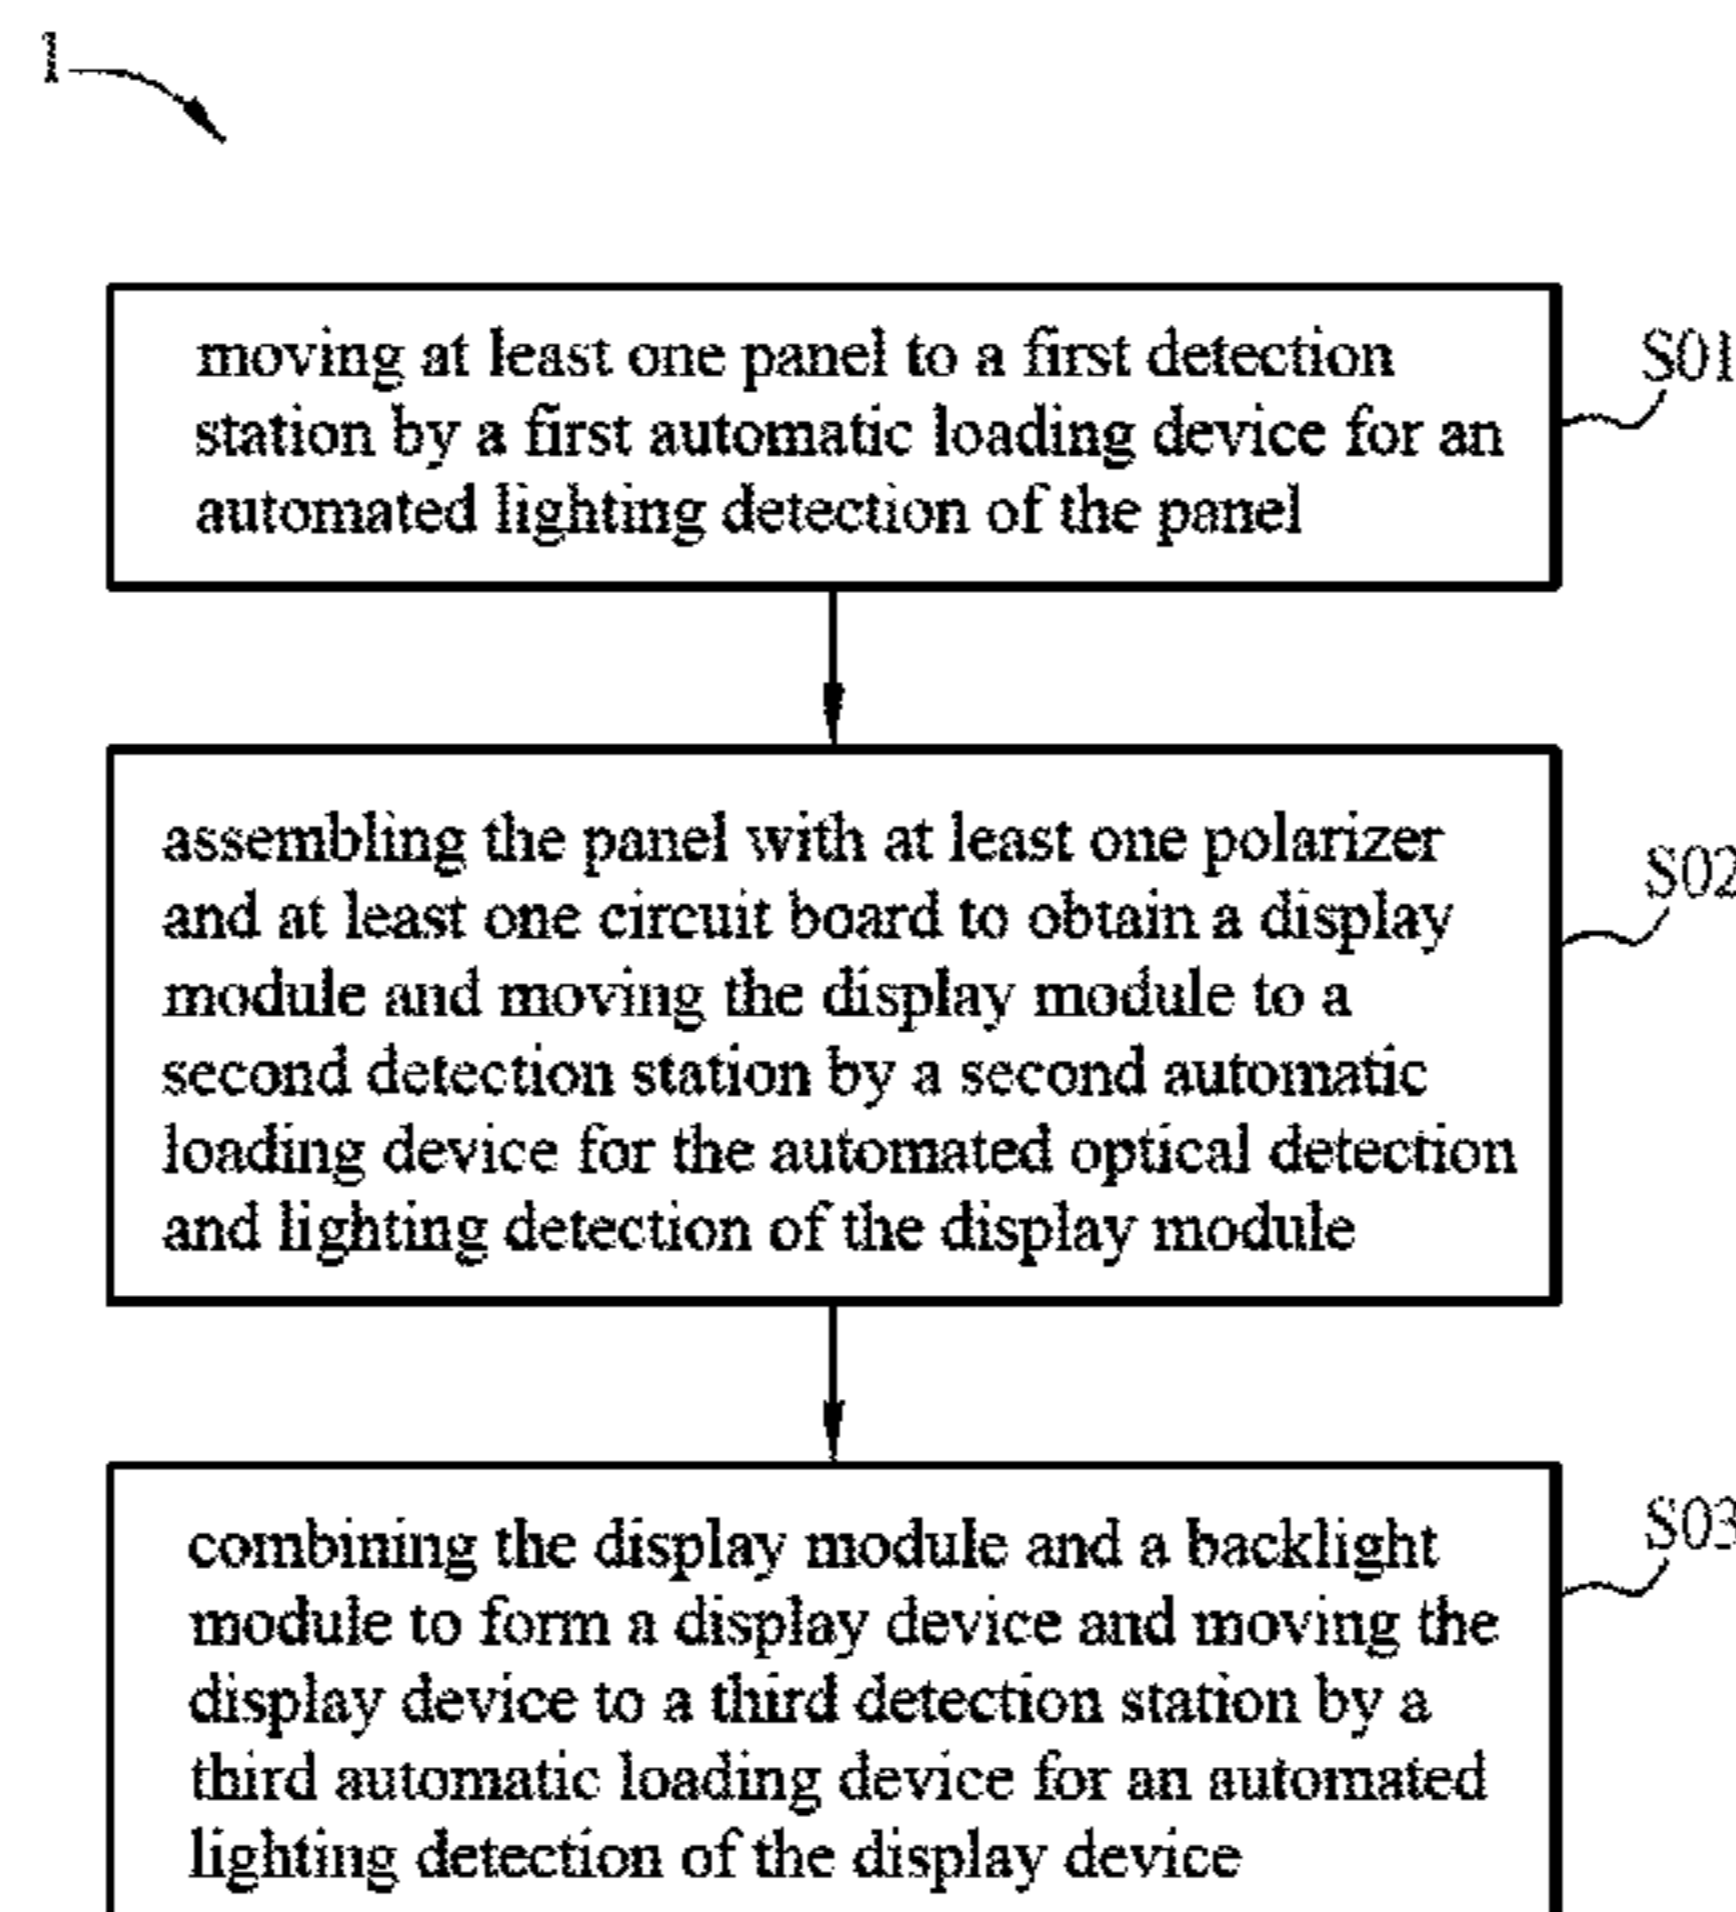 1
moving at least one panel to a first detection
station by a first automatic loading device for an
automated lighting detection of the panel
S01
assembling the panel with at least one polarizer
and at least one circuit board to obtain a display
module and moving the display module to a
second detection station by a second automatic
loading device for the automated optical detection
and lighting detection of the display module
S02
combining the display module and a backlight
module to form a display device and moving the
display device to a third detection station by a
third automatic loading device for an automated
lighting detection of the display device
S03